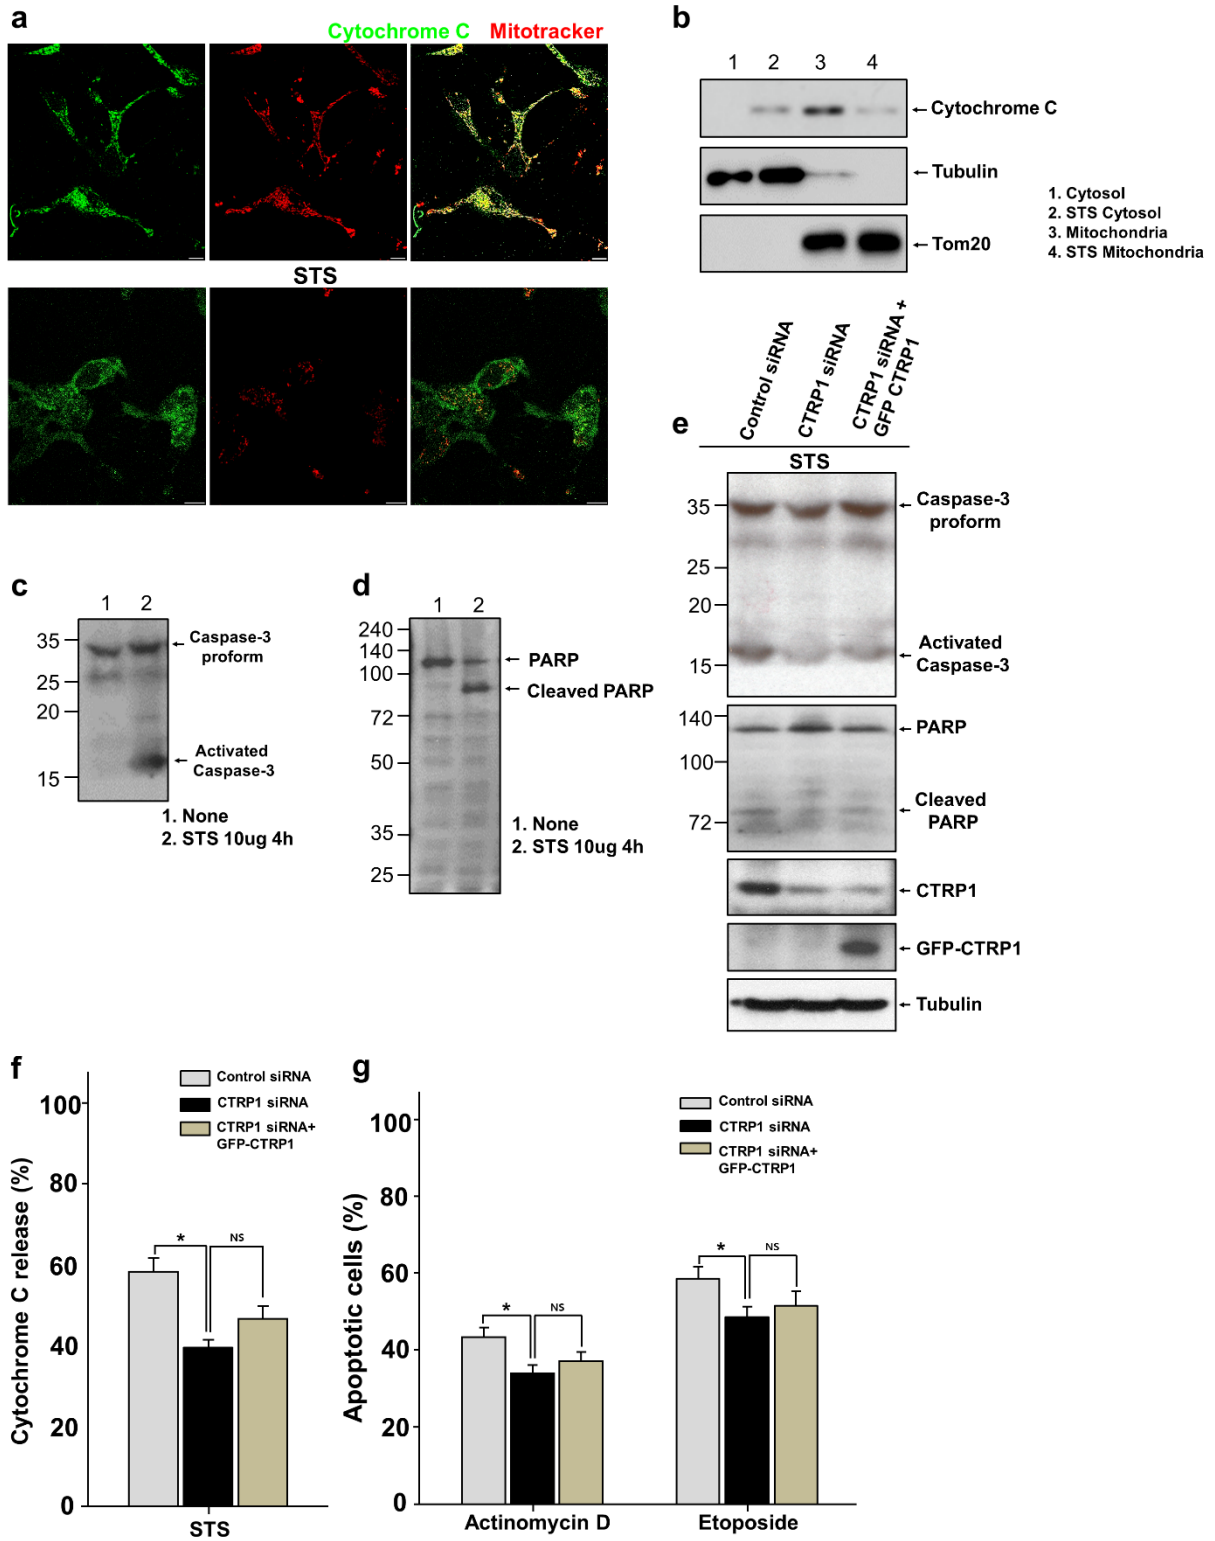 a
Cytochrome C Mitotracker
STS
b
1 2 3 4
Cytochrome C
Tubulin
Tom20
1. Cytosol
2. STS Cytosol
3. Mitochondria
4. STS Mitochondria
c
1 2
35
25
20
15
Caspase-3
proform
Activated
Caspase-3
1. None
2. STS 10ug 4h
d
1 2
240
140
100
72
50
35
25
PARP
Cleaved PARP
1. None
2. STS 10ug 4h
e
Control siRNA
CTRP1 siRNA
CTRP1 siRNA +
GFP CTRP1
STS
35
25
20
15
Caspase-3
proform
Activated
Caspase-3
140
100
72
PARP
Cleaved
PARP
CTRP1
GFP-CTRP1
Tubulin
f
Control siRNA
CTRP1 siRNA
CTRP1 siRNA+
GFP-CTRP1
Cytochrome C release (%)
100
80
60
40
20
0
* NS
STS
g
Control siRNA
CTRP1 siRNA
CTRP1 siRNA+
GFP-CTRP1
Apoptotic cells (%)
100
80
60
40
20
0
* NS
* NS
Actinomycin D
Etoposide